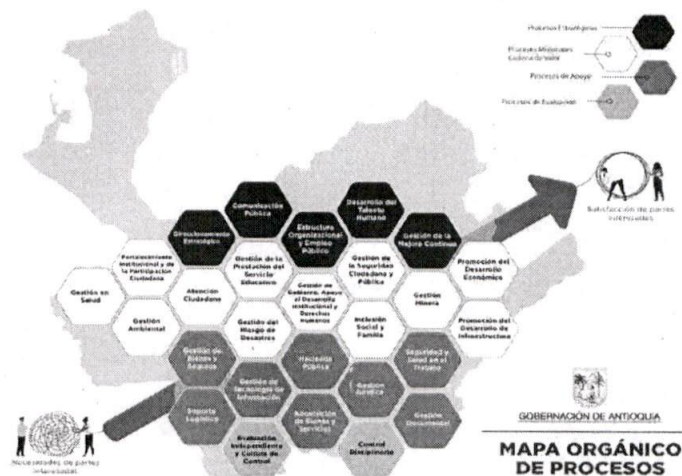 Procesos Estratégicos
Procesos Misionales
Cadena de Valor
Procesos de Apoyo
Procesos de Evaluación
Satisfacción de partes
interesadas
Comunicación
Pública
Desarrollo del
Talento
Humano
Direccionamiento
Estratégico
Estructura
Organizacional
y Empleo
Público
Gestión de la
Mejora Continua
Fortalecimiento
Institucional y de
la Participación
Ciudadana
Gestión de la
Prestación del
Servicio
Educativo
Gestión de
la Seguridad
Ciudadana y
Pública
Promoción del
Desarrollo
Económico
Gestión en
Salud
Atención
Ciudadana
Gestión de
Gobierno, Apoyo
al Desarrollo
Institucional y
Derechos
Humanos
Gestión
Minera
Gestión
Ambiental
Gestión del
Riesgo de
Desastres
Inclusión
Social y
Familia
Promoción del
Desarrollo de
Infraestructura
Gestión de
Bienes y
Seguros
Hacienda
Pública
Seguridad y
Salud en el
Trabajo
Gestión de
Tecnología de
Información
Gestión
Jurídica
Soporte
Logístico
Adquisición
de Bienes y
Servicios
Gestión
Documental
Evaluación
Independiente
y Cultura de
Control
Control
Disciplinario
Necesidades de partes
interesadas
GOBERNACIÓN DE ANTIOQUIA
MAPA ORGÁNICO
DE PROCESOS